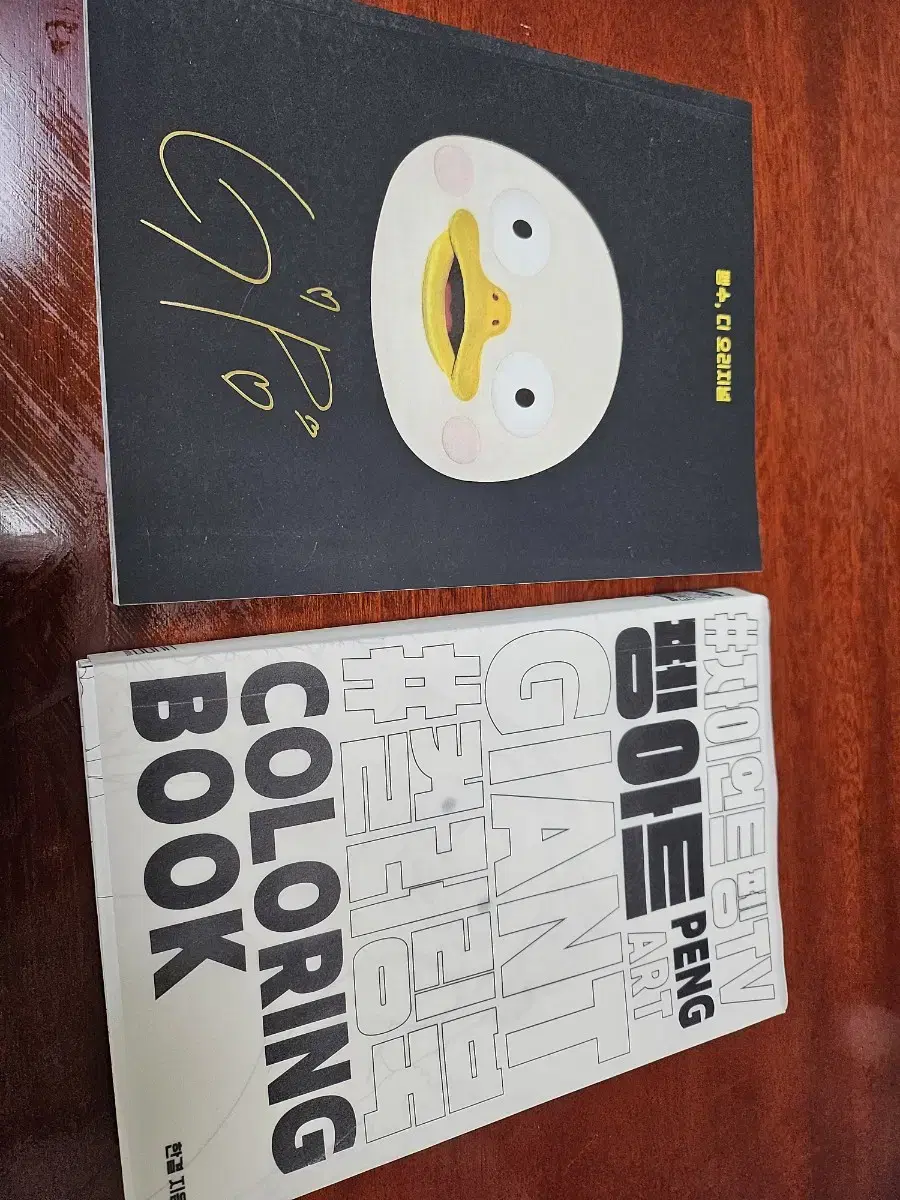 펭수, 디 오리지널
#자이언트 펭TV
펭아트 PENG ART
GIANT
#컬러링북
COLORING
BOOK